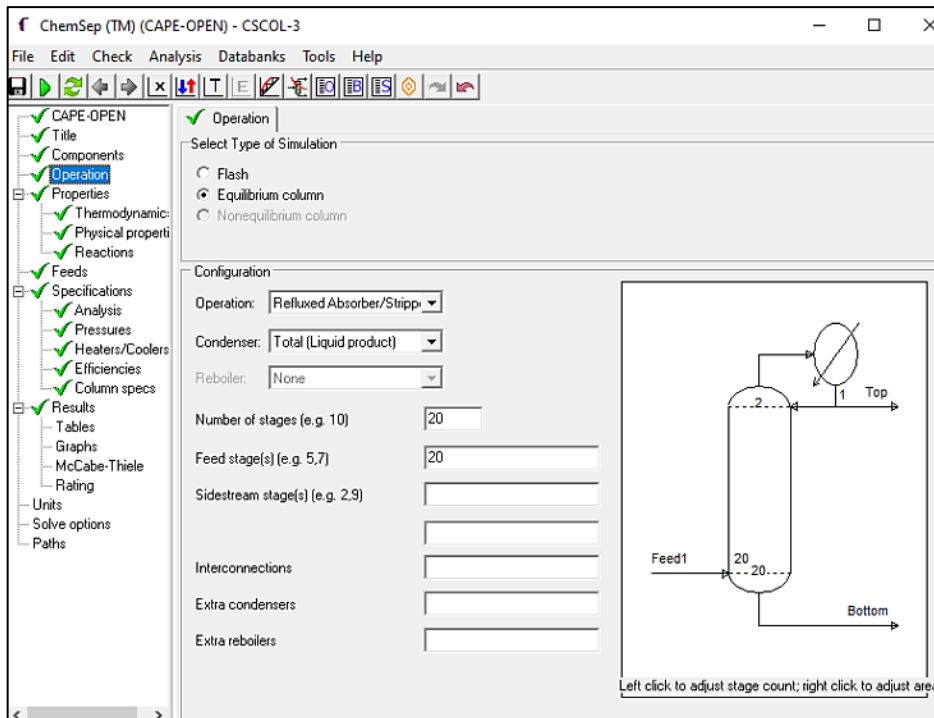 ChemSep (TM) (CAPE-OPEN) - CSCOL-3
File Edit Check Analysis Databanks Tools Help
CAPE-OPEN
Title
Components
Operation
Properties
Thermodynamic:
Physical properti
Reactions
Feeds
Specifications
Analysis
Pressures
Heaters/Coolers
Efficiencies
Column specs
Results
Tables
Graphs
McCabe-Thiele
Rating
Units
Solve options
Paths
Operation
Select Type of Simulation
Flash
Equilibrium column
Nonequilibrium column
Configuration
Operation: Refluxed Absorber/Strippe
Condenser: Total (Liquid product)
Reboiler: None
Number of stages (e.g. 10) 20
Feed stage(s) (e.g. 5,7) 20
Sidestream stage(s) (e.g. 2,9)
Interconnections
Extra condensers
Extra reboilers
1
Top
2
Feed1
20
20
Bottom
Left click to adjust stage count; right click to adjust area